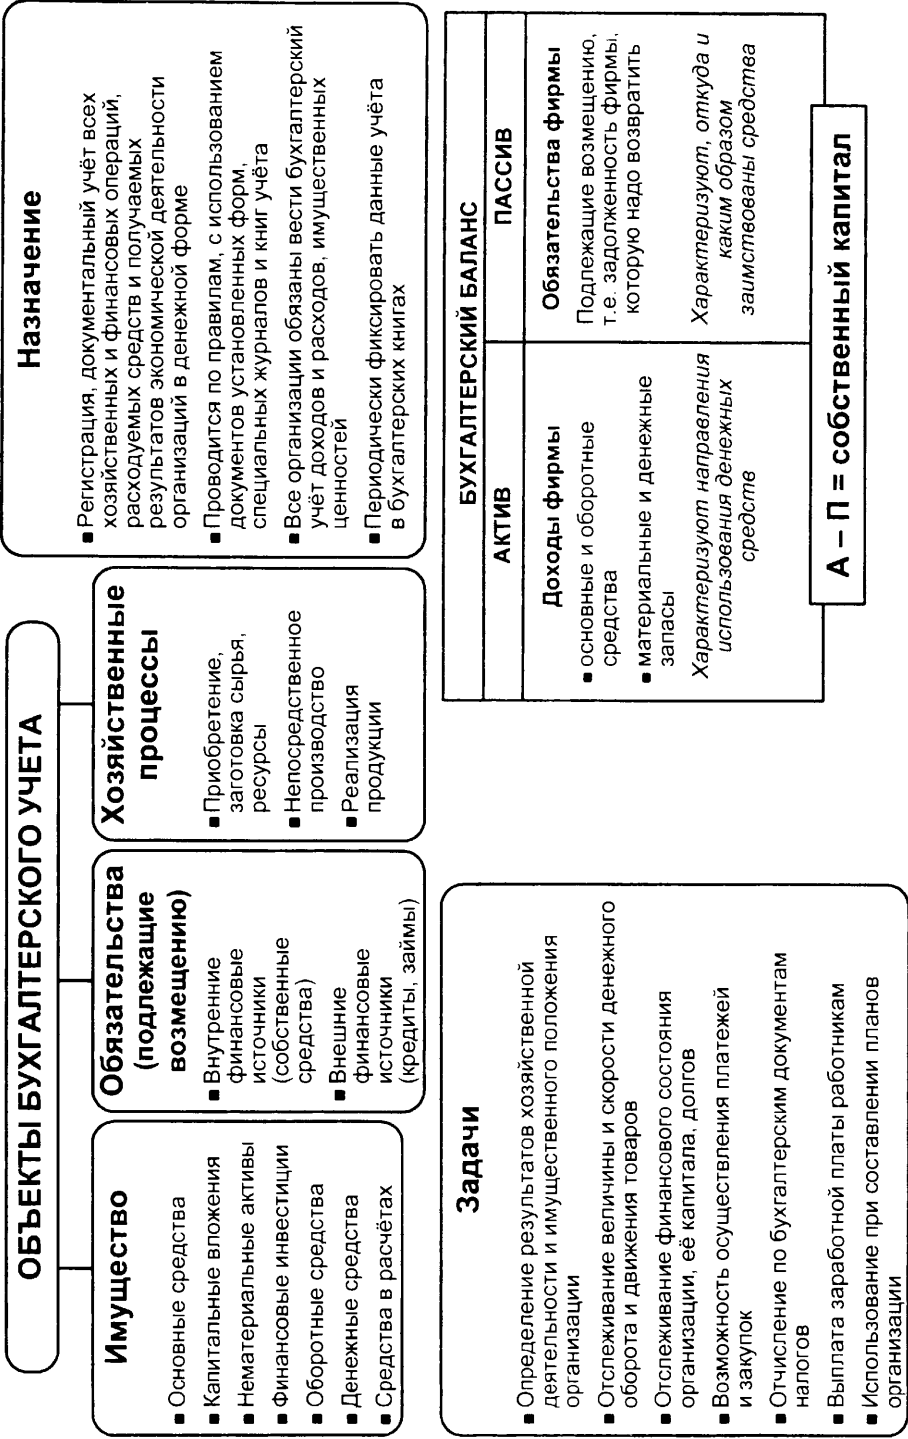 ОБЪЕКТЫ БУХГАЛТЕРСКОГО УЧЕТА
Имущество
▪ Основные средства
▪ Капитальные вложения
▪ Нематериальные активы
▪ Финансовые инвестиции
▪ Оборотные средства
▪ Денежные средства
▪ Средства в расчётах
Обязательства
(подлежащие
возмещению)
▪ Внутренние
финансовые
источники
(собственные
средства)
▪ Внешние
финансовые
источники
(кредиты, займы)
Хозяйственные
процессы
▪ Приобретение,
заготовка сырья,
ресурсы
▪ Непосредственное
производство
▪ Реализация
продукции
Назначение
▪ Регистрация, документальный учёт всех
хозяйственных и финансовых операций,
расходуемых средств и получаемых
результатов экономической деятельности
организаций в денежной форме
▪ Проводится по правилам, с использованием
документов установленных форм,
специальных журналов и книг учёта
▪ Все организации обязаны вести бухгалтерский
учёт доходов и расходов, имущественных
ценностей
▪ Периодически фиксировать данные учёта
в бухгалтерских книгах
Задачи
▪ Определение результатов хозяйственной
деятельности и имущественного положения
организации
▪ Отслеживание величины и скорости денежного
оборота и движения товаров
▪ Отслеживание финансового состояния
организации, её капитала, долгов
▪ Возможность осуществления платежей
и закупок
▪ Отчисление по бухгалтерским документам
налогов
▪ Выплата заработной платы работникам
▪ Использование при составлении планов
организации
БУХГАЛТЕРСКИЙ БАЛАНС
АКТИВ
Доходы фирмы
▪ основные и оборотные
средства
▪ материальные и денежные
запасы
Характеризуют направления
использования денежных
средств
ПАССИВ
Обязательства фирмы
Подлежащие возмещению,
т.е. задолженность фирмы,
которую надо возвратить
Характеризуют, откуда и
каким образом
заимствованы средства
А – П = собственный капитал